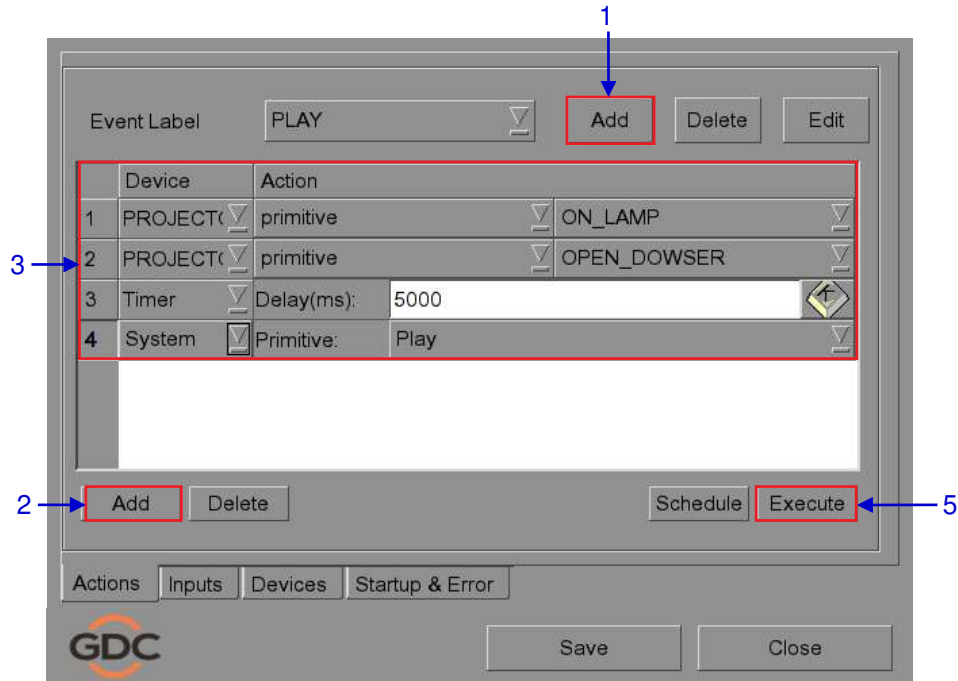 1
Event Label PLAY Add Delete Edit
Device Action
1 PROJECT( primitive ON_LAMP
3
2 PROJECT( primitive OPEN_DOWSER
3 Timer Delay(ms): 5000 K
4 System Primitive: Play
2 Add Delete Schedule Execute 5
Actions Inputs Devices Startup & Error
GDC Save Close